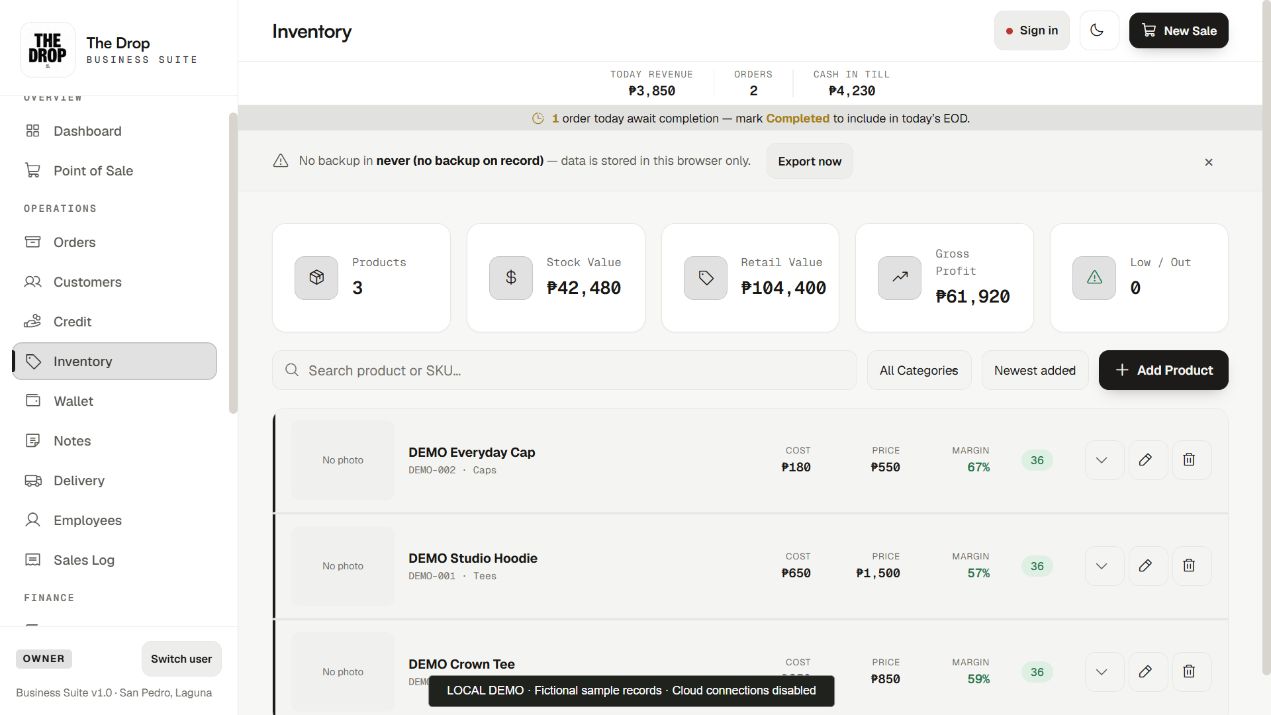 THE DROP
The Drop
BUSINESS SUITE
OVERVIEW
Dashboard
Point of Sale
OPERATIONS
Orders
Customers
Credit
Inventory
Wallet
Notes
Delivery
Employees
Sales Log
FINANCE
OWNER
Switch user
Business Suite v1.0 · San Pedro, Laguna
Inventory
Sign in
New Sale
TODAY REVENUE
₱3,850
ORDERS
2
CASH IN TILL
₱4,230
1 order today await completion — mark Completed to include in today's EOD.
No backup in never (no backup on record) — data is stored in this browser only.
Export now
×
Products
3
Stock Value
₱42,480
Retail Value
₱104,400
Gross
Profit
₱61,920
Low / Out
0
Search product or SKU...
All Categories
Newest added
Add Product
No photo
DEMO Everyday Cap
DEMO-002 · Caps
COST
₱180
PRICE
₱550
MARGIN
67%
36
No photo
DEMO Studio Hoodie
DEMO-001 · Tees
COST
₱650
PRICE
₱1,500
MARGIN
57%
36
No photo
DEMO Crown Tee
COST
PRICE
₱850
MARGIN
59%
36
LOCAL DEMO · Fictional sample records · Cloud connections disabled